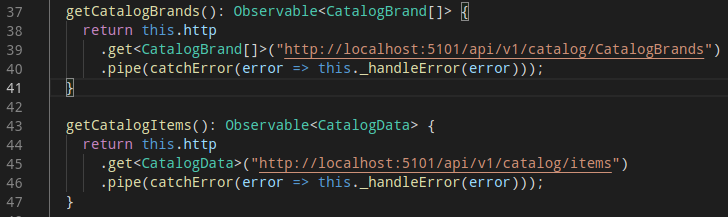 37 getCatalogBrands(): Observable<CatalogBrand[]> {
38 return this.http
39 .get<CatalogBrand[]>("http://localhost:5101/api/v1/catalog/CatalogBrands")
40 .pipe(catchError(error => this._handleError(error)));
41 }
42
43 getCatalogItems(): Observable<CatalogData> {
44 return this.http
45 .get<CatalogData>("http://localhost:5101/api/v1/catalog/items")
46 .pipe(catchError(error => this._handleError(error)));
47 }